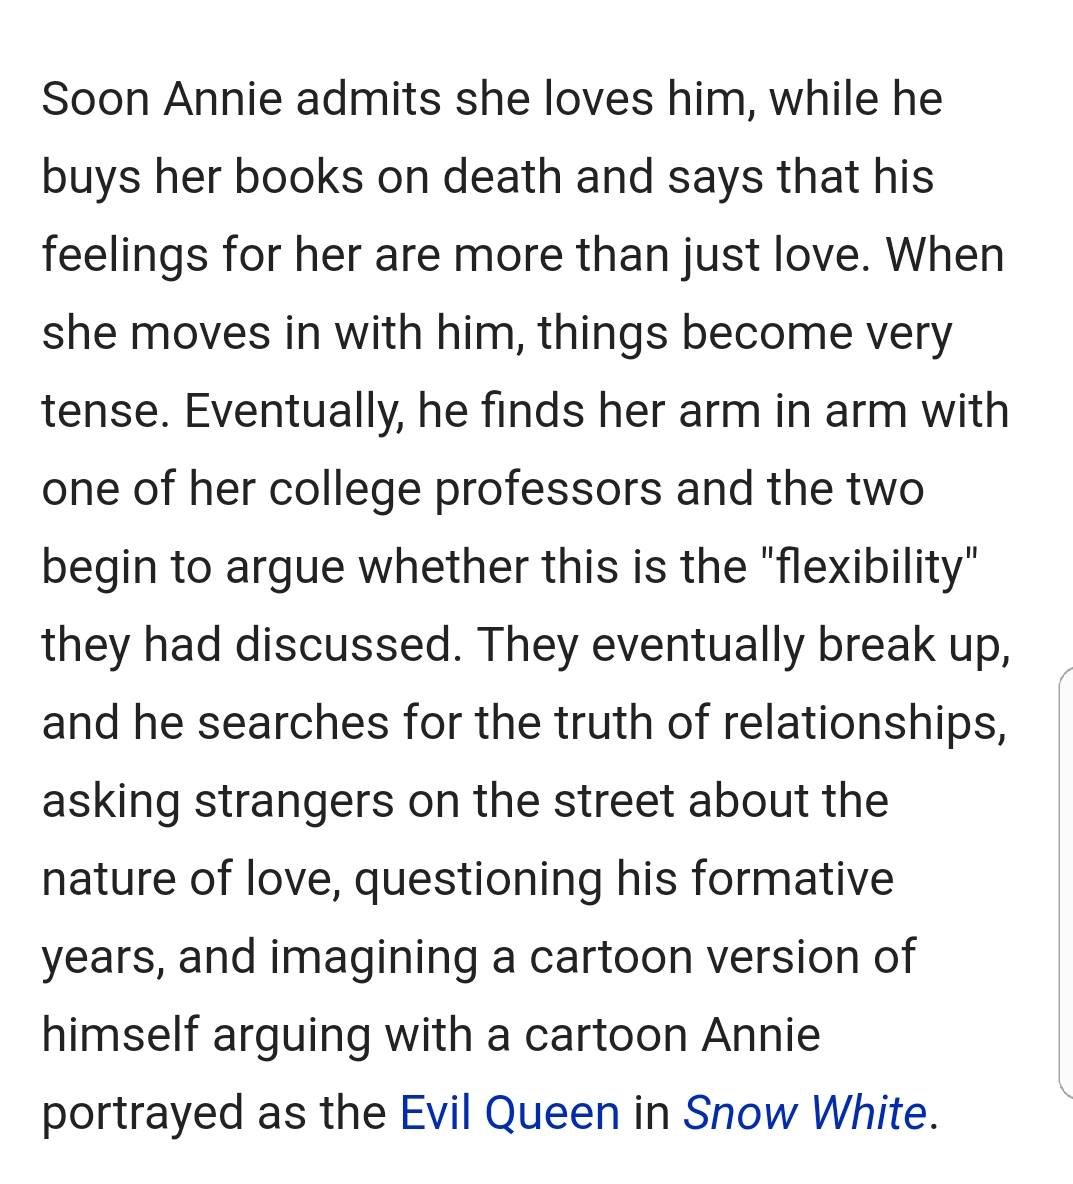 Soon Annie admits she loves him, while he
buys her books on death and says that his
feelings for her are more than just love. When
she moves in with him, things become very
tense. Eventually, he finds her arm in arm with
one of her college professors and the two
begin to argue whether this is the "flexibility"
they had discussed. They eventually break up,
and he searches for the truth of relationships,
asking strangers on the street about the
nature of love, questioning his formative
years, and imagining a cartoon version of
himself arguing with a cartoon Annie
portrayed as the Evil Queen in Snow White.